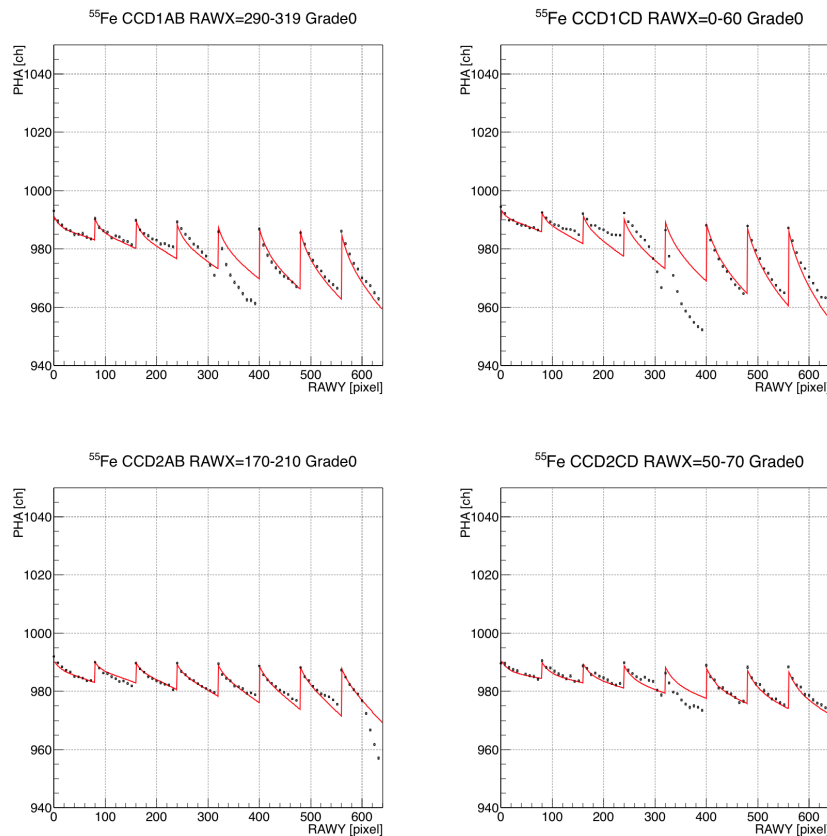 ⁵⁵Fe CCD1AB RAWX=290-319 Grade0
PHA [ch]
1040
1020
1000
980
960
940
0 100 200 300 400 500 600
RAWY [pixel]
⁵⁵Fe CCD1CD RAWX=0-60 Grade0
PHA [ch]
1040
1020
1000
980
960
940
0 100 200 300 400 500 600
RAWY [pixel]
⁵⁵Fe CCD2AB RAWX=170-210 Grade0
PHA [ch]
1040
1020
1000
980
960
940
0 100 200 300 400 500 600
RAWY [pixel]
⁵⁵Fe CCD2CD RAWX=50-70 Grade0
PHA [ch]
1040
1020
1000
980
960
940
0 100 200 300 400 500 600
RAWY [pixel]